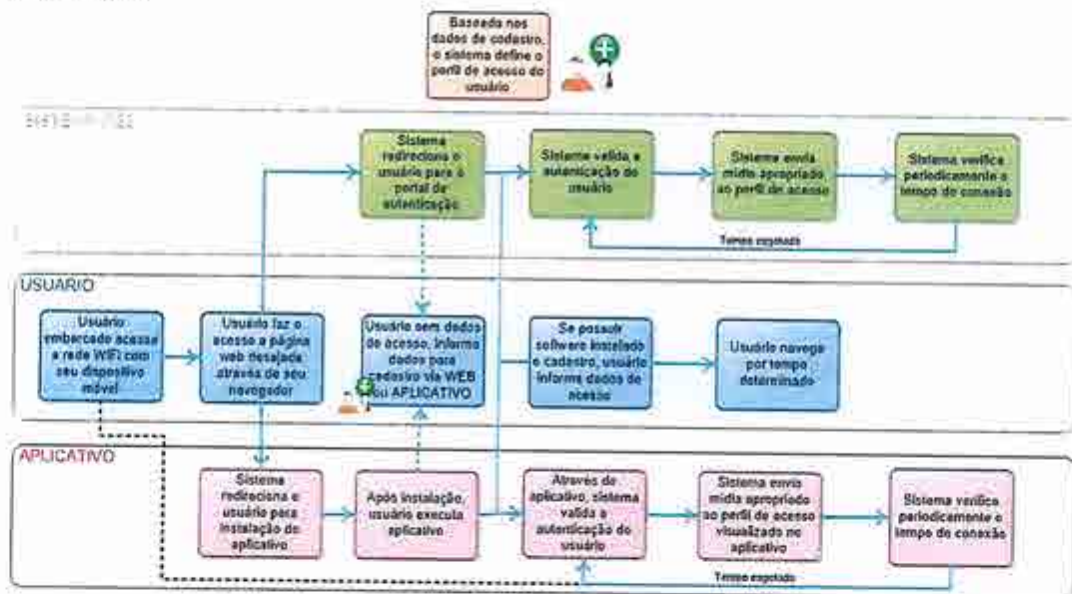 Baseado nos
dados de cadastro,
o sistema define o
perfil de acesso do
usuário
Sistema
redireciona o
usuário para o
portal de
autenticação
Sistema valida a
autenticação do
usuário
Sistema envia
mídia apropriado
ao perfil de acesso
Sistema verifica
periodicamente o
tempo de conexão
Tempo esgotado
USUARIO
Usuário
embarcado acessa
a rede WIFI com
seu dispositivo
móvel
Usuário faz o
acesso a página
web desejada
através de seu
navegador
Usuário sem dados
de acesso, informa
dados para
cadastro via WEB
ou APLICATIVO
Se possuir
software instalado
e cadastro, usuário
informa dados de
acesso
Usuário navega
por tempo
determinado
APLICATIVO
Sistema
redireciona o
usuário para
instalação do
aplicativo
Após instalação,
usuário executa
aplicativo
Através do
aplicativo, sistema
valida a
autenticação do
usuário
Sistema envia
mídia apropriado
ao perfil de acesso
visualizado no
aplicativo
Sistema verifica
periodicamente o
tempo de conexão
Tempo esgotado